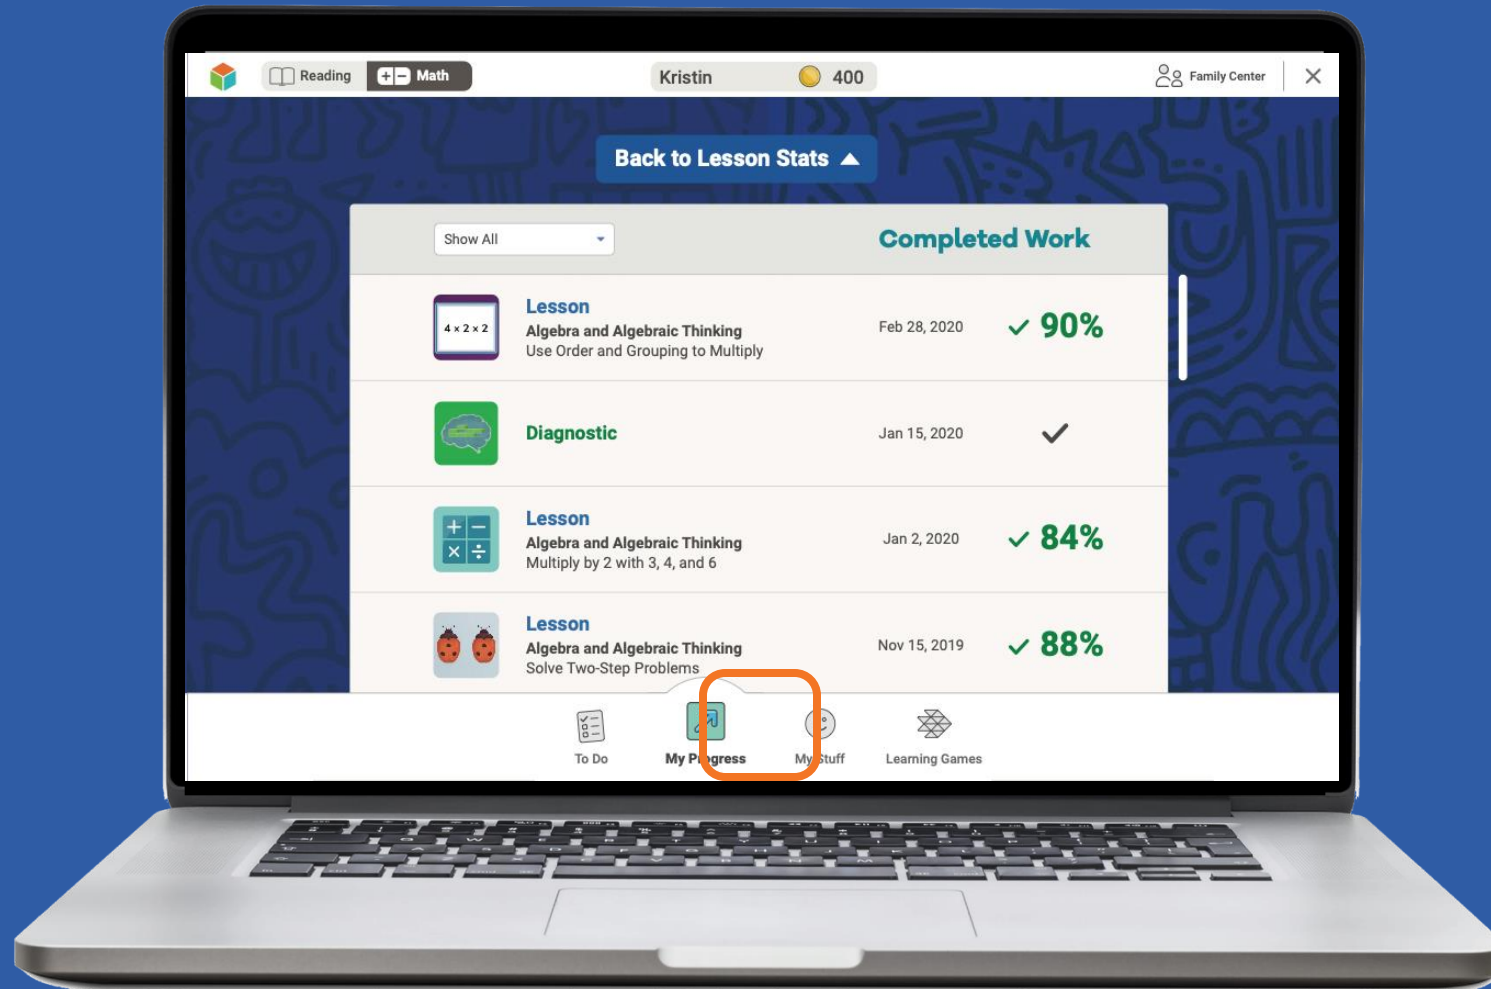 Reading
Math
Kristin
400
Family Center
Back to Lesson Stats
Show All
Completed Work
4 × 2 × 2
Lesson
Algebra and Algebraic Thinking
Use Order and Grouping to Multiply
Feb 28, 2020
90%
Diagnostic
Jan 15, 2020
Lesson
Algebra and Algebraic Thinking
Multiply by 2 with 3, 4, and 6
Jan 2, 2020
84%
Lesson
Algebra and Algebraic Thinking
Solve Two-Step Problems
Nov 15, 2019
88%
To Do
My Progress
My Stuff
Learning Games